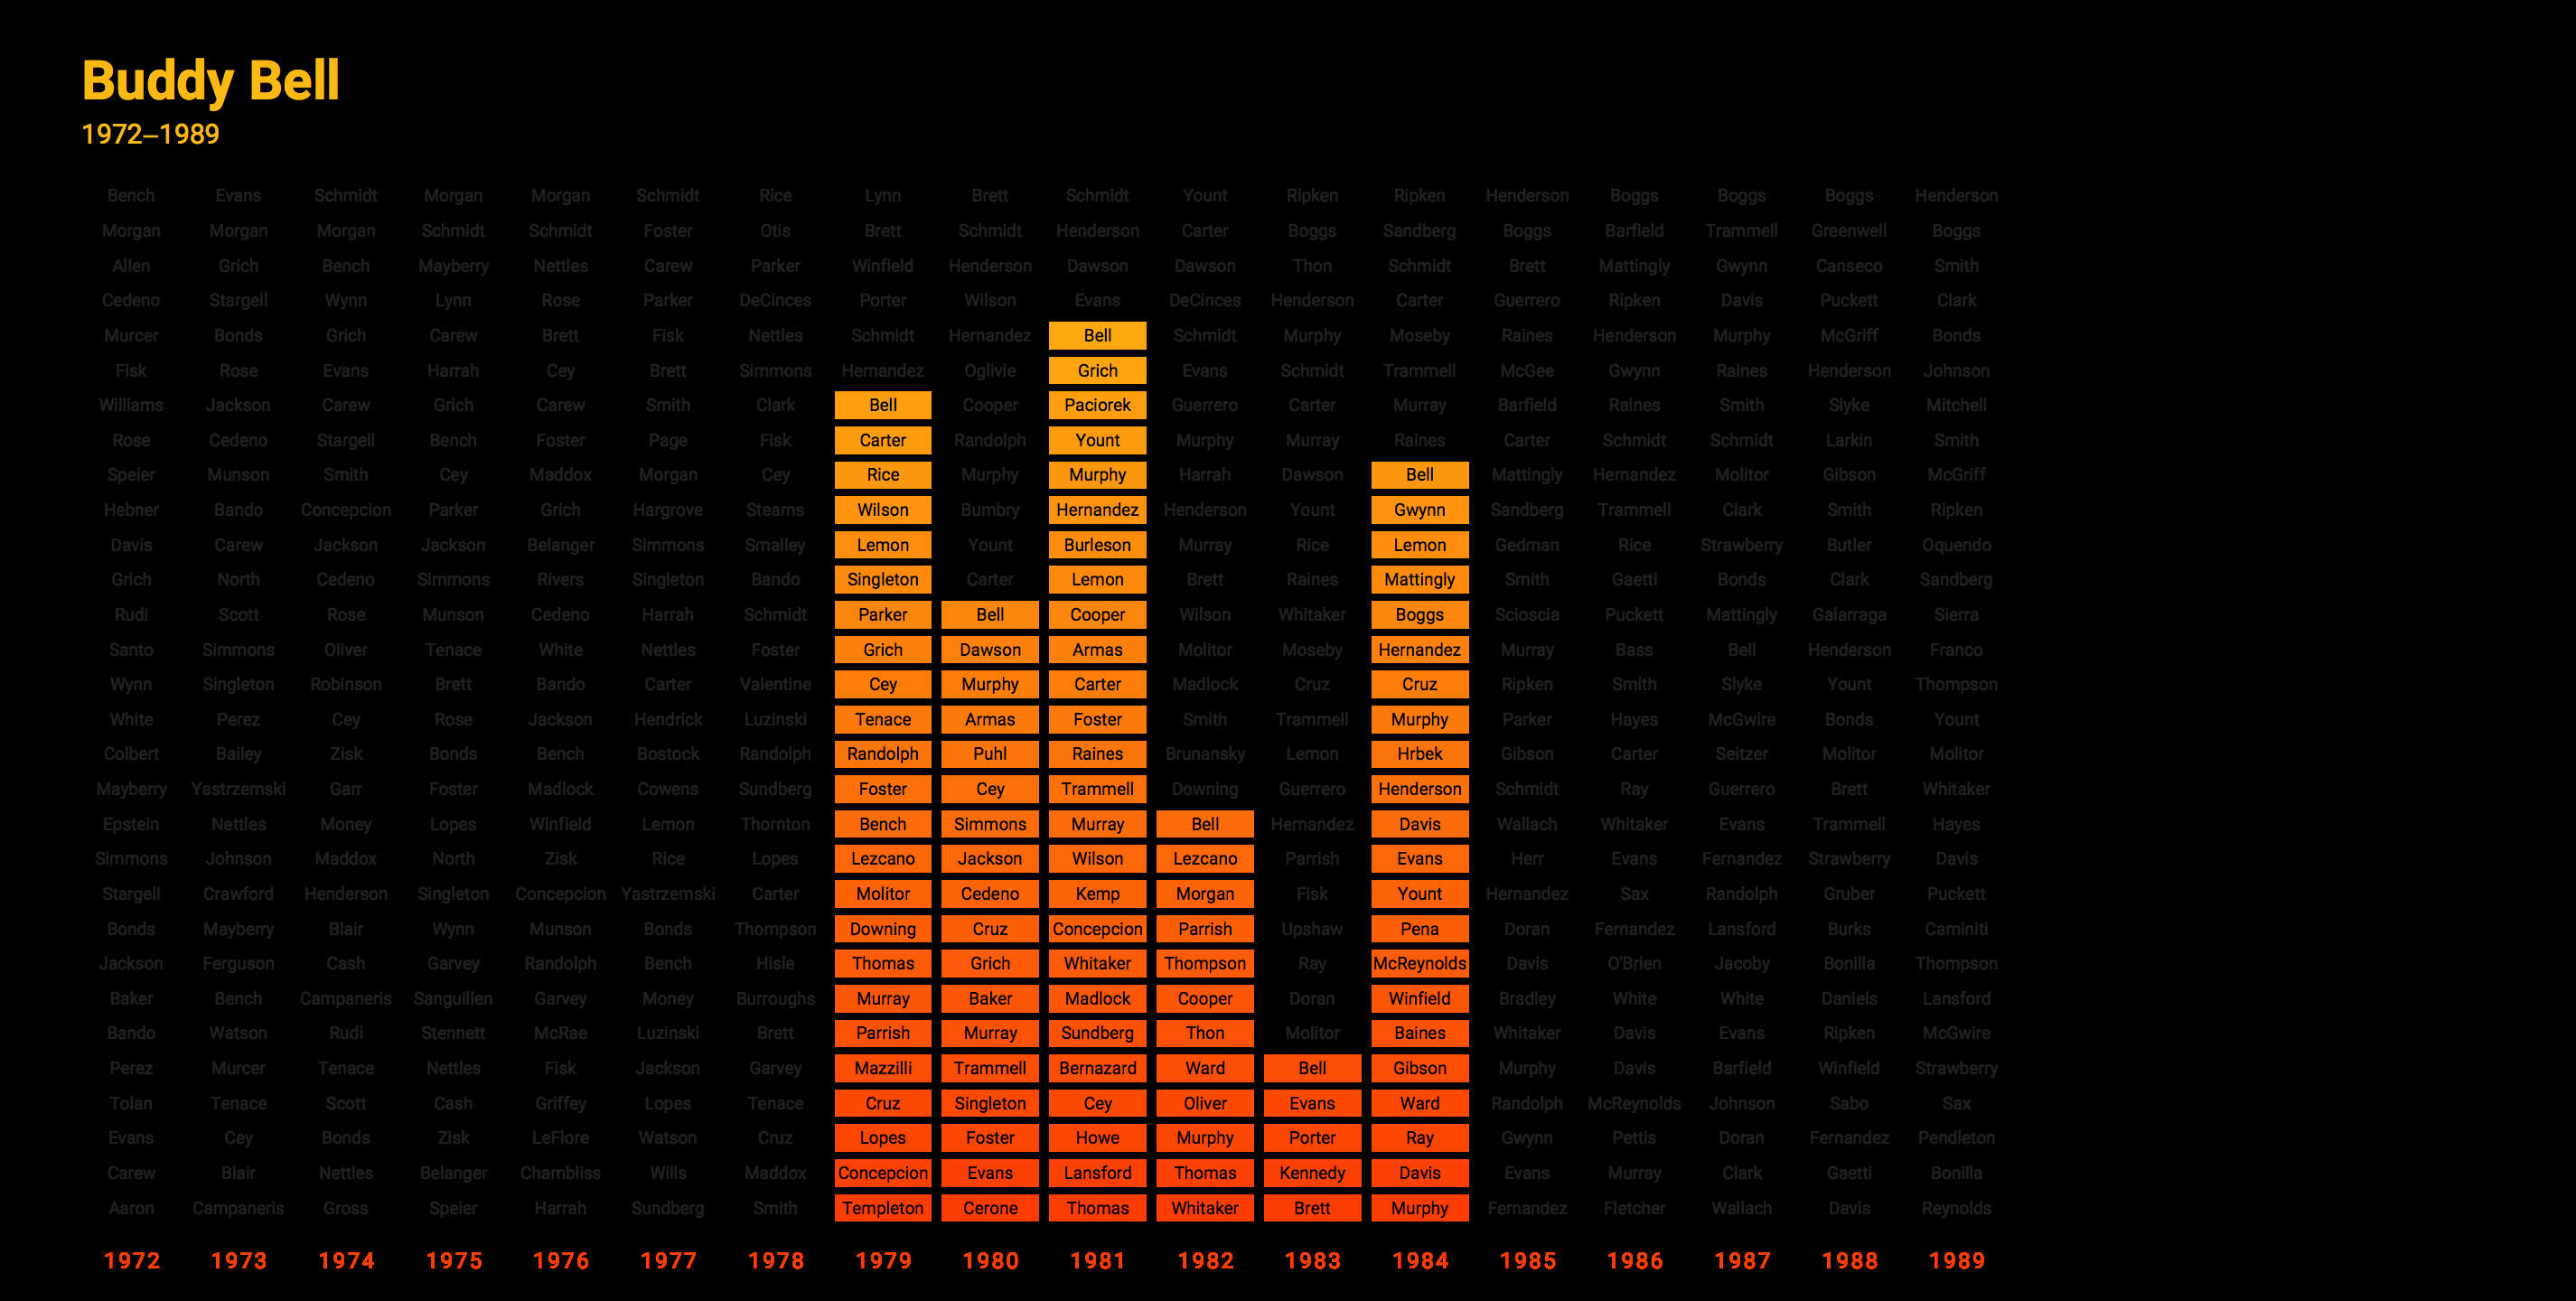 Buddy Bell
1972–1989
Bench Evans Schmidt Morgan Morgan Schmidt Rice Lynn Brett Schmidt Yount Ripken Ripken Henderson Boggs Boggs Boggs Henderson
Morgan Morgan Morgan Schmidt Schmidt Foster Otis Brett Schmidt Henderson Carter Boggs Sandberg Boggs Barfield Trammell Greenwell Boggs
Allen Grich Bench Mayberry Nettles Carew Parker Winfield Henderson Dawson Dawson Thon Schmidt Brett Mattingly Gwynn Canseco Smith
Cedeno Stargell Wynn Lynn Rose Parker DeCinces Porter Wilson Evans DeCinces Henderson Carter Guerrero Ripken Davis Puckett Clark
Murcer Bonds Grich Carew Brett Fisk Nettles Schmidt Hernandez Bell Schmidt Murphy Moseby Raines Henderson Murphy McGriff Bonds
Fisk Rose Evans Harrah Cey Brett Simmons Hernandez Oglivie Grich Evans Schmidt Trammell McGee Gwynn Raines Henderson Johnson
Williams Jackson Carew Grich Carew Smith Clark Bell Cooper Paciorek Guerrero Carter Murray Barfield Raines Smith Slyke Mitchell
Rose Cedeno Stargell Bench Foster Page Fisk Carter Randolph Yount Murphy Murray Raines Carter Schmidt Schmidt Larkin Smith
Speier Munson Smith Cey Maddox Morgan Cey Rice Murphy Murphy Harrah Dawson Bell Mattingly Hernandez Molitor Gibson McGriff
Hebner Bando Concepcion Parker Grich Hargrove Stearns Wilson Bumbry Hernandez Henderson Yount Gwynn Sandberg Trammell Clark Smith Ripken
Davis Carew Jackson Jackson Belanger Simmons Smalley Lemon Yount Burleson Murray Rice Lemon Gedman Rice Strawberry Butler Oquendo
Grich North Cedeno Simmons Rivers Singleton Bando Singleton Carter Lemon Brett Raines Mattingly Smith Gaetti Bonds Clark Sandberg
Rudi Scott Rose Munson Cedeno Harrah Schmidt Parker Bell Cooper Wilson Whitaker Boggs Scioscia Puckett Mattingly Galarraga Sierra
Santo Simmons Oliver Tenace White Nettles Foster Grich Dawson Armas Molitor Moseby Hernandez Murray Bass Bell Henderson Franco
Wynn Singleton Robinson Brett Bando Carter Valentine Cey Murphy Carter Madlock Cruz Cruz Ripken Smith Slyke Yount Thompson
White Perez Cey Rose Jackson Hendrick Luzinski Tenace Armas Foster Smith Trammell Murphy Parker Hayes McGwire Bonds Yount
Colbert Bailey Zisk Bonds Bench Bostock Randolph Randolph Puhl Raines Brunansky Lemon Hrbek Gibson Carter Seitzer Molitor Molitor
Mayberry Yastrzemski Garr Foster Madlock Cowens Sundberg Foster Cey Trammell Downing Guerrero Henderson Schmidt Ray Guerrero Brett Whitaker
Epstein Nettles Money Lopes Winfield Lemon Thornton Bench Simmons Murray Bell Hernandez Davis Wallach Whitaker Evans Trammell Hayes
Simmons Johnson Maddox North Zisk Rice Lopes Lezcano Jackson Wilson Lezcano Parrish Evans Herr Evans Fernandez Strawberry Davis
Stargell Crawford Henderson Singleton Concepcion Yastrzemski Carter Molitor Cedeno Kemp Morgan Fisk Yount Hernandez Sax Randolph Gruber Puckett
Bonds Mayberry Blair Wynn Munson Bonds Thompson Downing Cruz Concepcion Parrish Upshaw Pena Doran Fernandez Lansford Burks Caminiti
Jackson Ferguson Cash Garvey Randolph Bench Hisle Thomas Grich Whitaker Thompson Ray McReynolds Davis O'Brien Jacoby Bonilla Thompson
Baker Bench Campaneris Sanguillen Garvey Money Burroughs Murray Baker Madlock Cooper Doran Winfield Bradley White White Daniels Lansford
Bando Watson Rudi Stennett McRae Luzinski Brett Parrish Murray Sundberg Thon Molitor Baines Whitaker Davis Evans Ripken McGwire
Perez Murcer Tenace Nettles Fisk Jackson Garvey Mazzilli Trammell Bernazard Ward Bell Gibson Murphy Davis Barfield Winfield Strawberry
Tolan Tenace Scott Cash Griffey Lopes Tenace Cruz Singleton Cey Oliver Evans Ward Randolph McReynolds Johnson Sabo Sax
Evans Cey Bonds Zisk LeFlore Watson Cruz Lopes Foster Howe Murphy Porter Ray Gwynn Pettis Doran Fernandez Pendleton
Carew Blair Nettles Belanger Chambliss Wills Maddox Concepcion Evans Lansford Thomas Kennedy Davis Evans Murray Clark Gaetti Bonilla
Aaron Campaneris Gross Speier Harrah Sundberg Smith Templeton Cerone Thomas Whitaker Brett Murphy Fernandez Fletcher Wallach Davis Reynolds
1972 1973 1974 1975 1976 1977 1978 1979 1980 1981 1982 1983 1984 1985 1986 1987 1988 1989